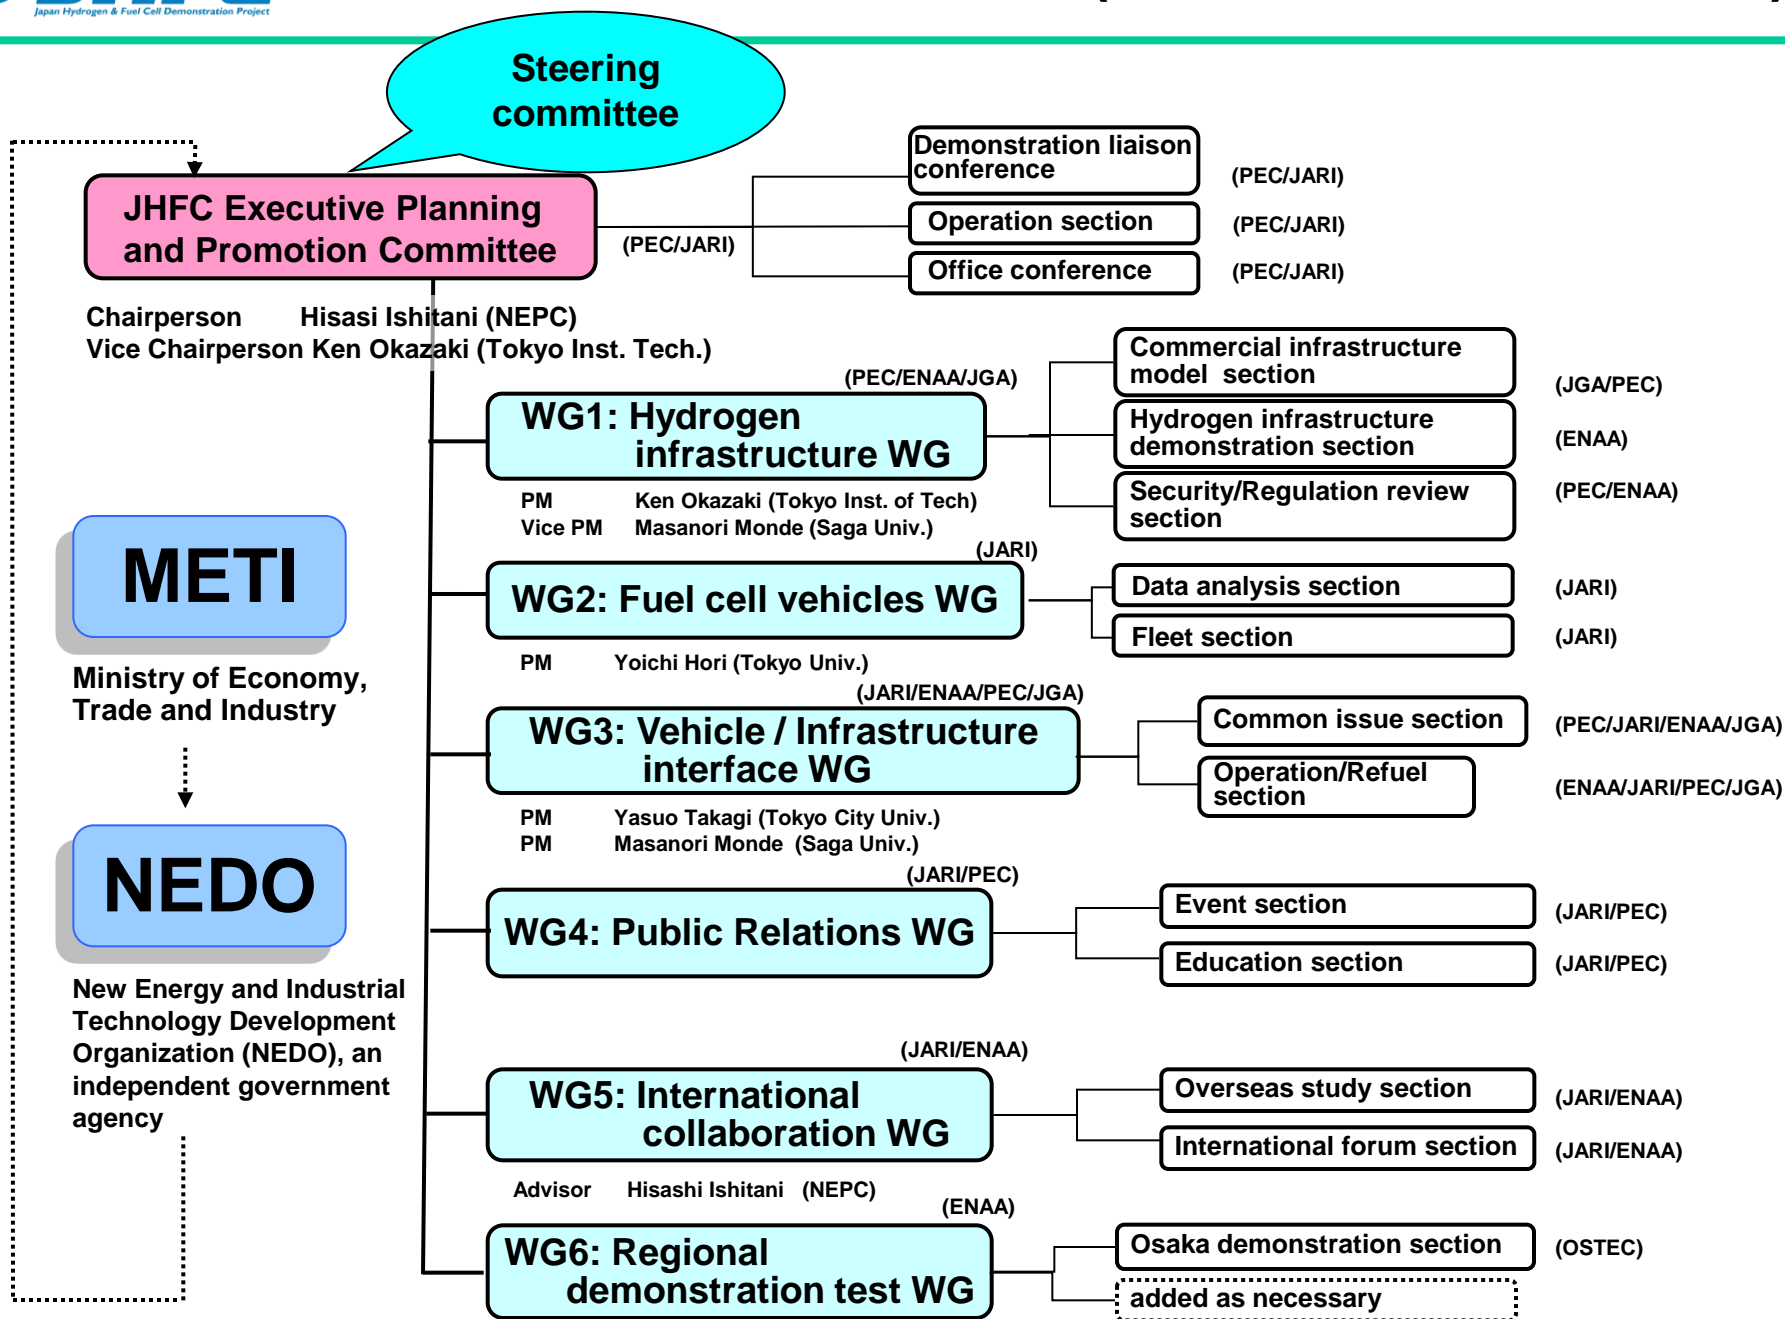 Japan Hydrogen & Fuel Cell Demonstration Project
Steering
committee
JHFC Executive Planning
and Promotion Committee
(PEC/JARI)
Demonstration liaison
conference
(PEC/JARI)
Operation section
(PEC/JARI)
Office conference
(PEC/JARI)
Chairperson Hisasi Ishitani (NEPC)
Vice Chairperson Ken Okazaki (Tokyo Inst. Tech.)
(PEC/ENAA/JGA)
WG1: Hydrogen
infrastructure WG
PM Ken Okazaki (Tokyo Inst. of Tech)
Vice PM Masanori Monde (Saga Univ.)
Commercial infrastructure
model section
(JGA/PEC)
Hydrogen infrastructure
demonstration section
(ENAA)
Security/Regulation review
section
(PEC/ENAA)
METI
Ministry of Economy,
Trade and Industry
(JARI)
WG2: Fuel cell vehicles WG
PM Yoichi Hori (Tokyo Univ.)
Data analysis section
(JARI)
Fleet section
(JARI)
(JARI/ENAA/PEC/JGA)
WG3: Vehicle / Infrastructure
interface WG
PM Yasuo Takagi (Tokyo City Univ.)
PM Masanori Monde (Saga Univ.)
Common issue section
(PEC/JARI/ENAA/JGA)
Operation/Refuel
section
(ENAA/JARI/PEC/JGA)
NEDO
New Energy and Industrial
Technology Development
Organization (NEDO), an
independent government
agency
(JARI/PEC)
WG4: Public Relations WG
Event section
(JARI/PEC)
Education section
(JARI/PEC)
(JARI/ENAA)
WG5: International
collaboration WG
Advisor Hisashi Ishitani (NEPC)
Overseas study section
(JARI/ENAA)
International forum section
(JARI/ENAA)
(ENAA)
WG6: Regional
demonstration test WG
Osaka demonstration section
(OSTEC)
added as necessary